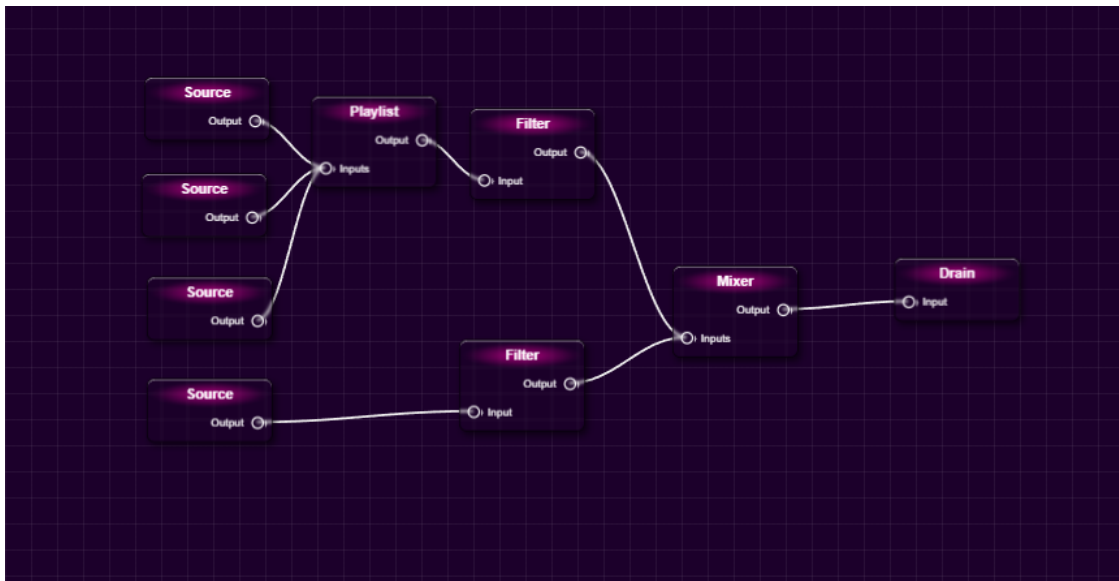 Source
Output
Playlist
Output
Inputs
Filter
Output
Input
Source
Output
Source
Output
Mixer
Output
Inputs
Drain
Input
Filter
Output
Input
Source
Output